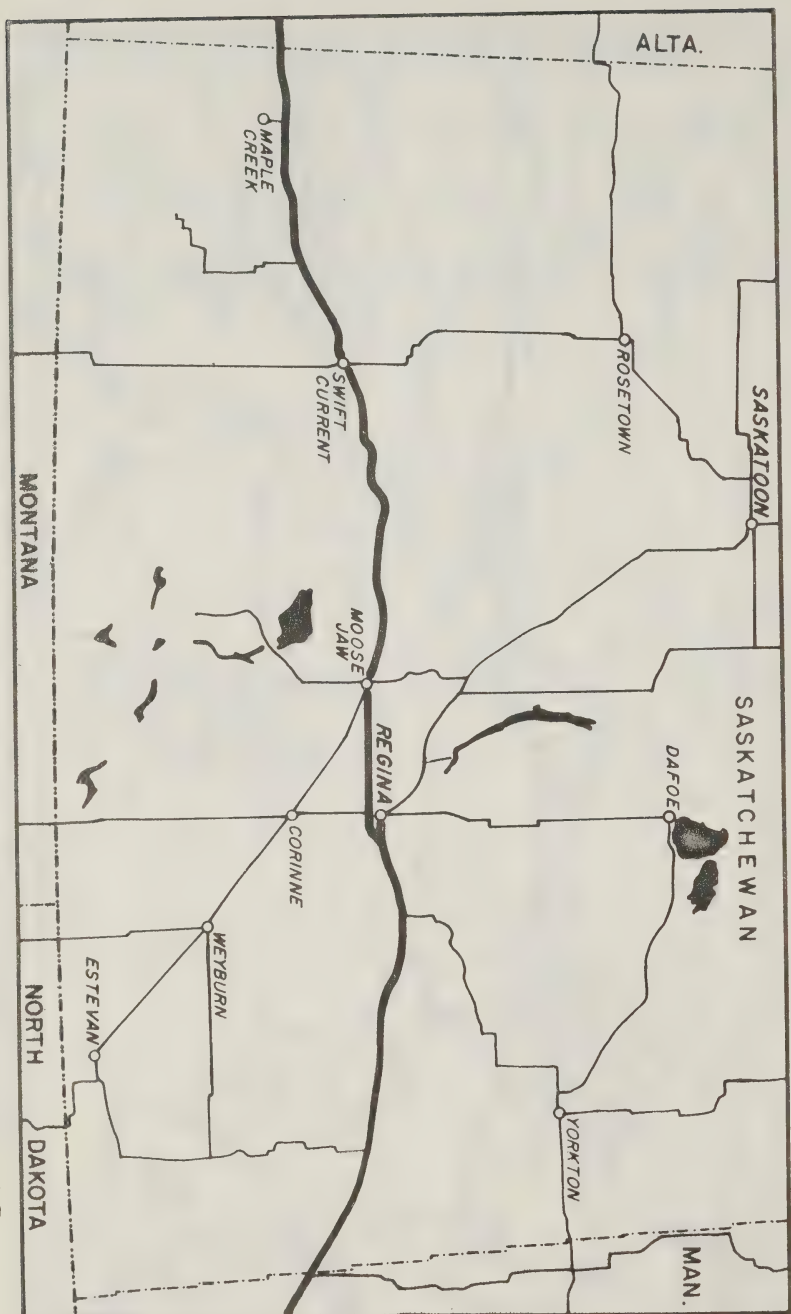 ALTA.
SASKATOON
SASKATCHEWAN
MAN.
ROSETOWN
DAFOE
YORKTON
MAPLE
CREEK
SWIFT
CURRENT
MOOSE
JAW
REGINA
CORINNE
WEYBURN
ESTEVAN
MONTANA
NORTH
DAKOTA